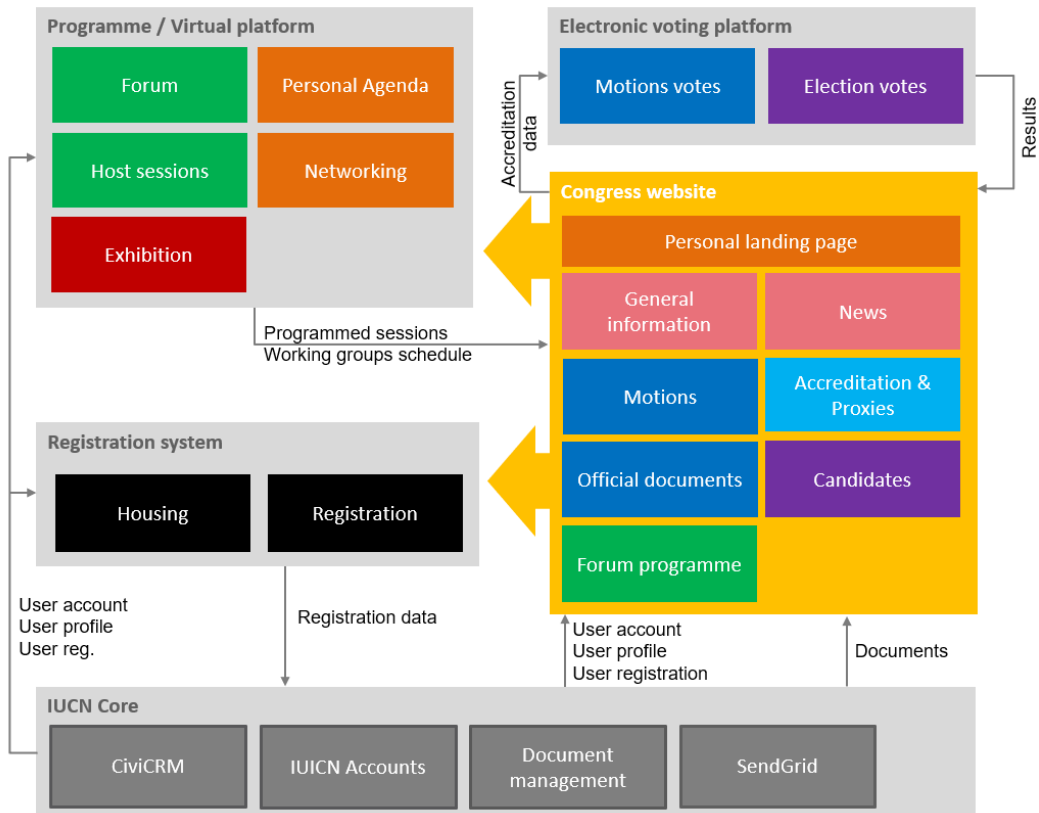 Programme / Virtual platform
Forum
Personal Agenda
Host sessions
Networking
Exhibition
Electronic voting platform
Motions votes
Election votes
Accreditation
data
Results
Congress website
Personal landing page
General
information
News
Motions
Accreditation &
Proxies
Official documents
Candidates
Forum programme
Programmed sessions
Working groups schedule
Registration system
Housing
Registration
User account
User profile
User reg.
Registration data
User account
User profile
User registration
Documents
IUCN Core
CiviCRM
IUICN Accounts
Document
management
SendGrid